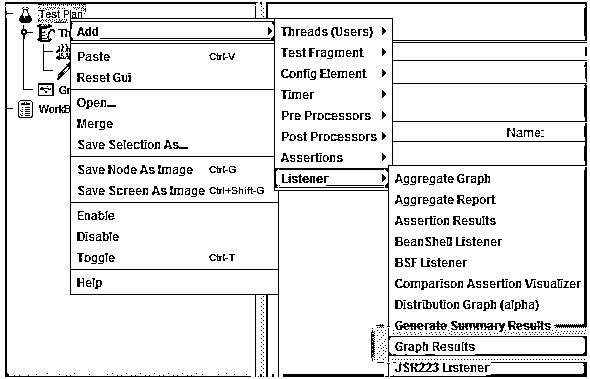 Test Plan
Th
Gr
WorkB
Add
Paste Ctrl-V
Reset Gui
Open...
Merge
Save Selection As...
Save Node As Image Ctrl-G
Save Screen As Image Ctrl+Shift-G
Enable
Disable
Toggle Ctrl-T
Help
Threads (Users)
Test Fragment
Config Element
Timer
Pre Processors
Post Processors
Assertions
Listener
Name:
Aggregate Graph
Aggregate Report
Assertion Results
BeanShell Listener
BSF Listener
Comparison Assertion Visualizer
Distribution Graph (alpha)
Generate Summary Results
Graph Results
JSR223 Listener